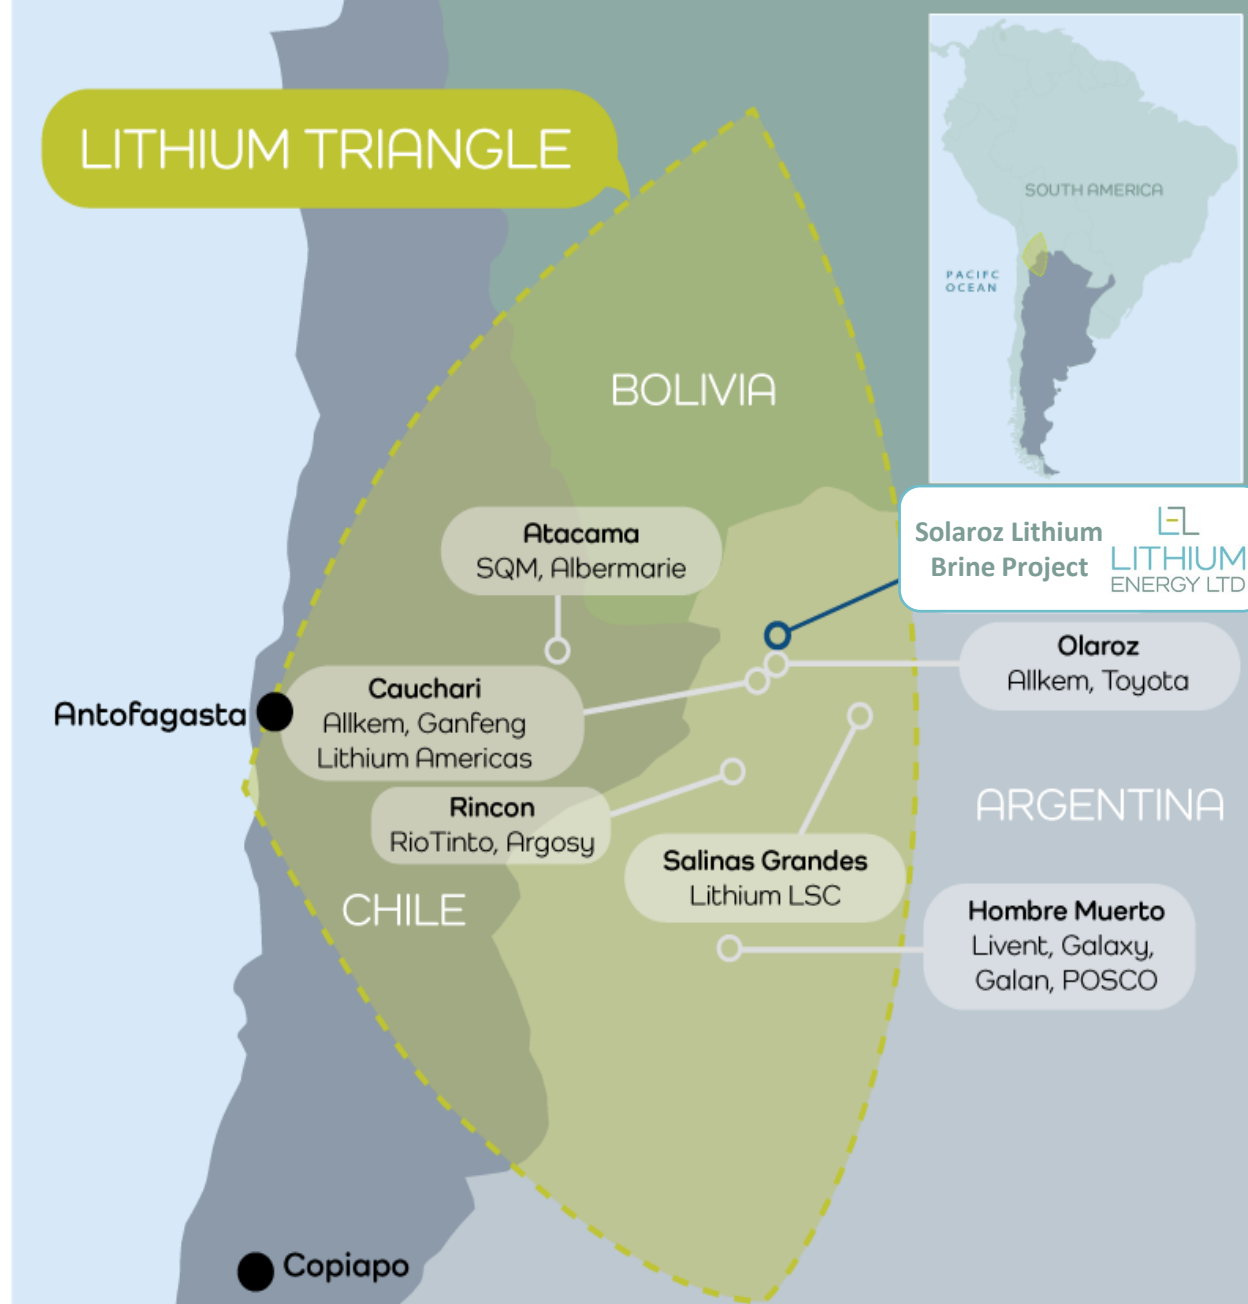 LITHIUM TRIANGLE
SOUTH AMERICA
PACIFC
OCEAN
BOLIVIA
Atacama
SQM, Albermarie
Solaroz Lithium
Brine Project
LITHIUM
ENERGY LTD
Olaroz
Allkem, Toyota
Cauchari
Allkem, Ganfeng
Lithium Americas
Antofagasta
Rincon
RioTinto, Argosy
ARGENTINA
Salinas Grandes
Lithium LSC
CHILE
Hombre Muerto
Livent, Galaxy,
Galan, POSCO
Copiapo